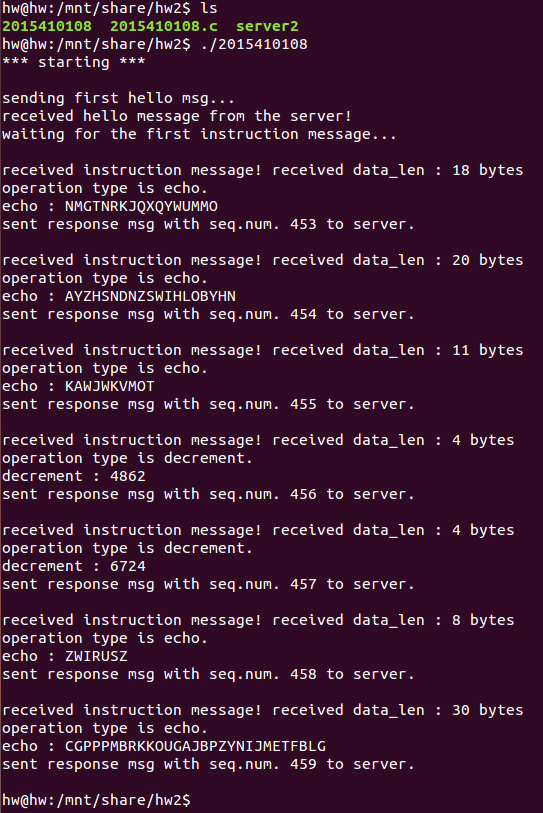 hw@hw:/mnt/share/hw2$ ls
2015410108  2015410108.c  server2
hw@hw:/mnt/share/hw2$ ./2015410108
*** starting ***
sending first hello msg...
received hello message from the server!
waiting for the first instruction message...
received instruction message! received data_len : 18 bytes
operation type is echo.
echo : NMGTNRKJQXQYWUMMO
sent response msg with seq.num. 453 to server.
received instruction message! received data_len : 20 bytes
operation type is echo.
echo : AYZHSNDNZSWIHLOBYHN
sent response msg with seq.num. 454 to server.
received instruction message! received data_len : 11 bytes
operation type is echo.
echo : KAWJWKVMOT
sent response msg with seq.num. 455 to server.
received instruction message! received data_len : 4 bytes
operation type is decrement.
decrement : 4862
sent response msg with seq.num. 456 to server.
received instruction message! received data_len : 4 bytes
operation type is decrement.
decrement : 6724
sent response msg with seq.num. 457 to server.
received instruction message! received data_len : 8 bytes
operation type is echo.
echo : ZWIRUSZ
sent response msg with seq.num. 458 to server.
received instruction message! received data_len : 30 bytes
operation type is echo.
echo : CGPPPMBRKKOUGAJBPZYNIJMETFBLG
sent response msg with seq.num. 459 to server.
hw@hw:/mnt/share/hw2$